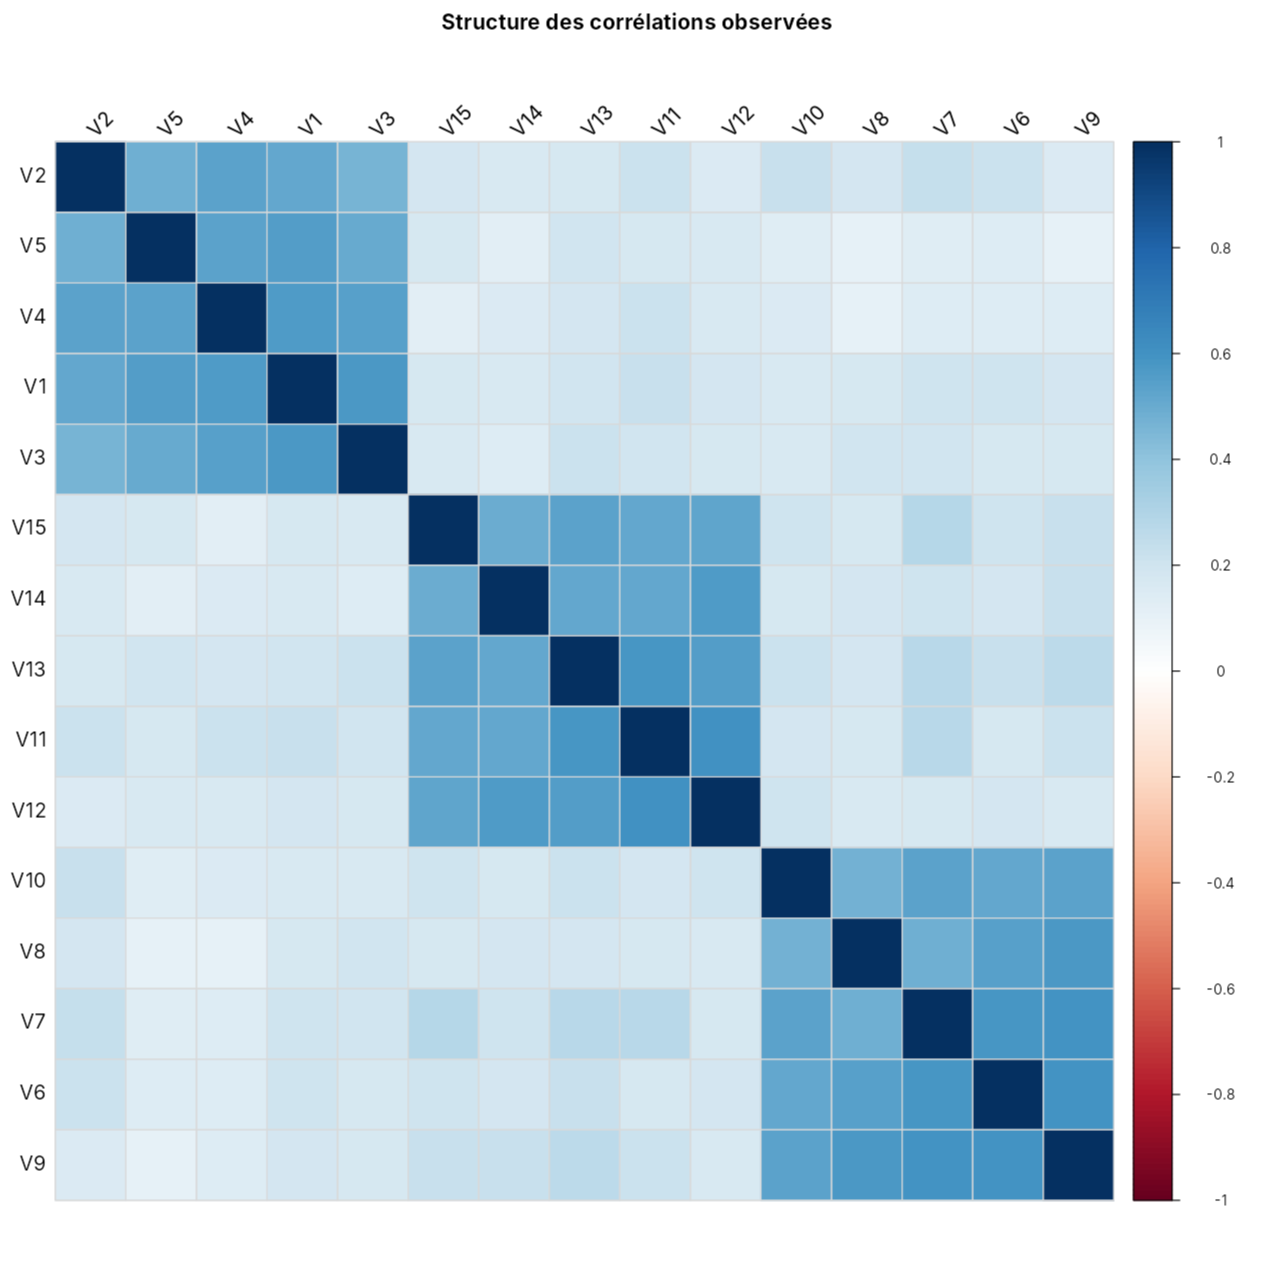 Structure des corrélations observées
V2 V5 V4 V1 V3 V15 V14 V13 V11 V12 V10 V8 V7 V6 V9
V2
V5
V4
V1
V3
V15
V14
V13
V11
V12
V10
V8
V7
V6
V9
1
0.8
0.6
0.4
0.2
0
-0.2
-0.4
-0.6
-0.8
-1